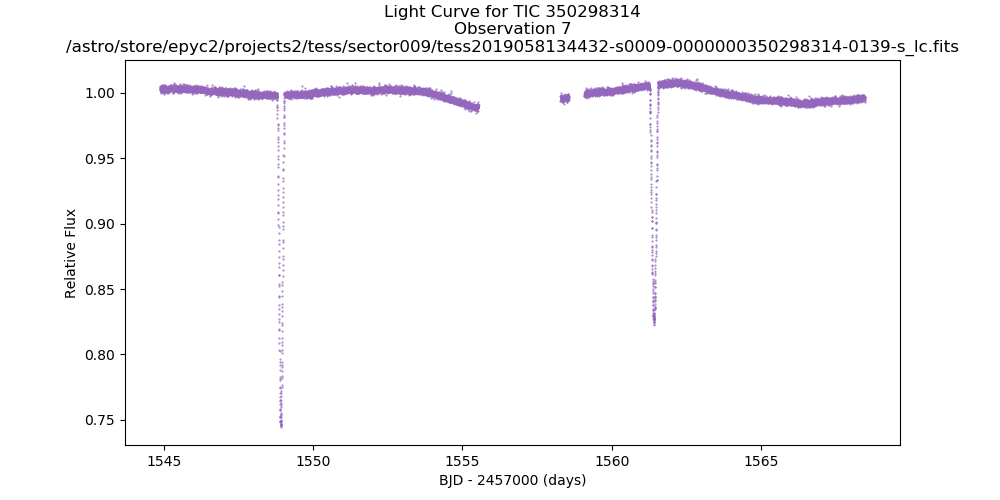 Light Curve for TIC 350298314
Observation 7
/astro/store/epyc2/projects2/tess/sector009/tess2019058134432-s0009-0000000350298314-0139-s_lc.fits
1.00
0.95
0.90
0.85
0.80
0.75
Relative Flux
1545
1550
1555
1560
1565
BJD - 2457000 (days)